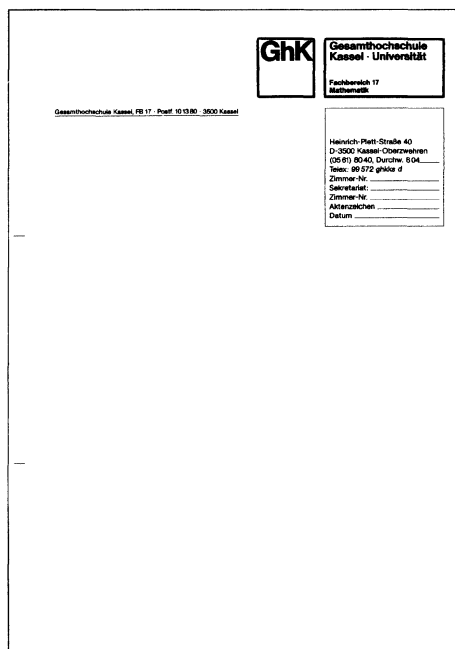 GhK
Gesamthochschule
Kassel · Universität
Fachbereich 17
Mathematik
Gesamthochschule Kassel, FB 17 · Postf. 10 13 80 · 3500 Kassel
Heinrich-Plett-Straße 40
D-3500 Kassel-Oberzwehren
(05 61) 80 40, Durchw. 8 04
Telex: 99 572 ghkks d
Zimmer-Nr.
Sekretariat:
Zimmer-Nr.
Aktenzeichen
Datum